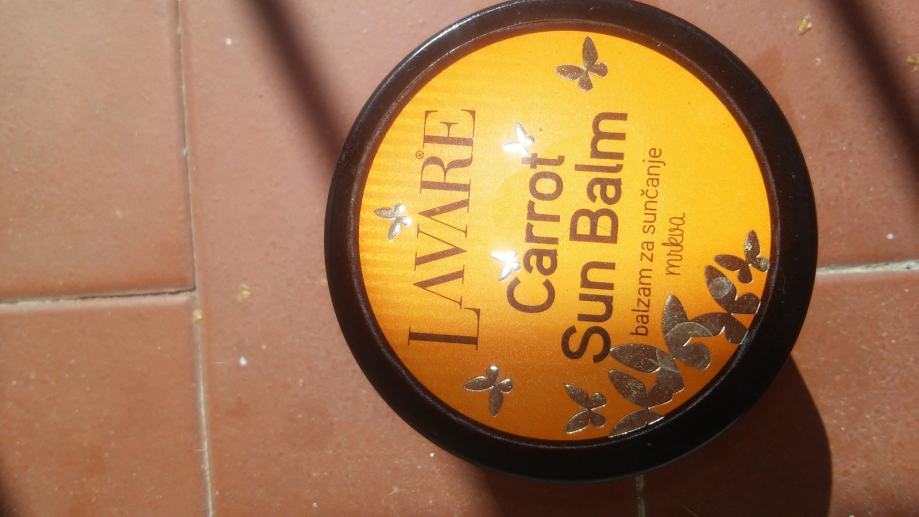 LAVARE®
Carrot
Sun Balm
balzam za sunčanje
mrkva